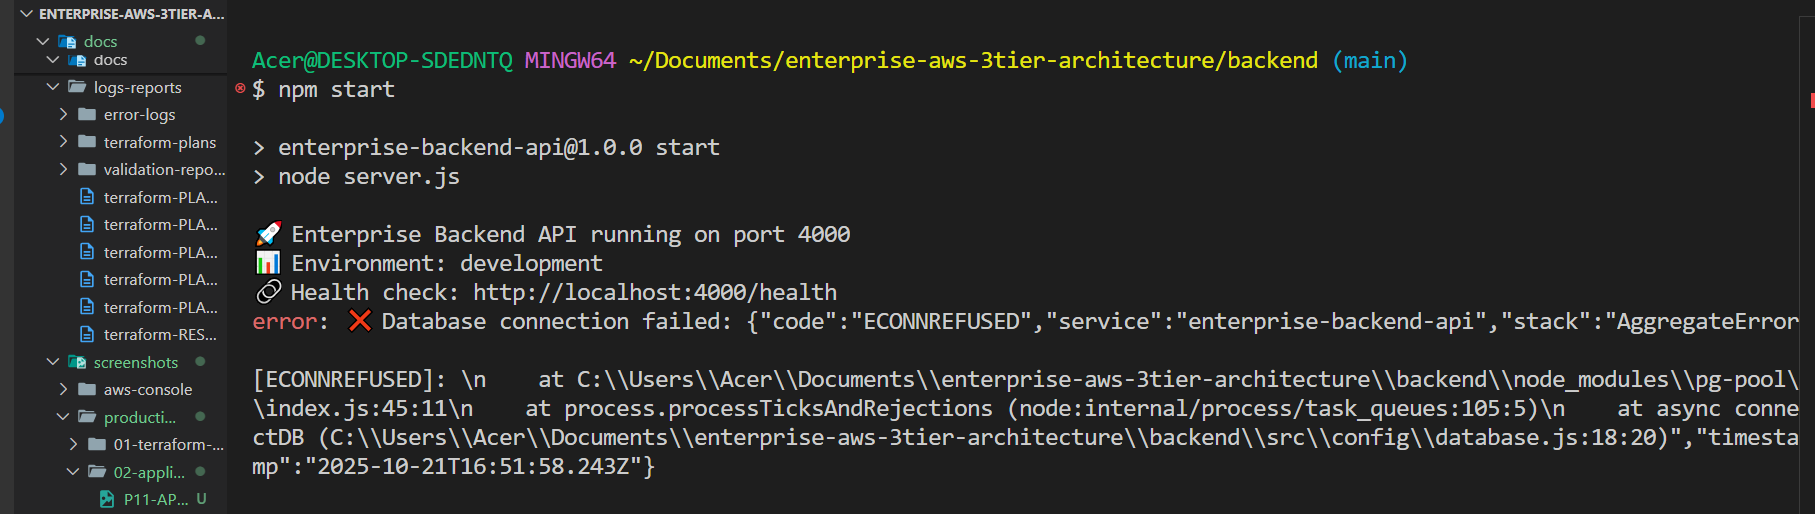 ENTERPRISE-AWS-3TIER-A...
docs
docs
logs-reports
error-logs
terraform-plans
validation-repo...
terraform-PLA...
terraform-PLA...
terraform-PLA...
terraform-PLA...
terraform-PLA...
terraform-RES...
screenshots
aws-console
producti...
01-terraform-...
02-appli...
P11-AP... U
Acer@DESKTOP-SDEDNTQ MINGW64 ~/Documents/enterprise-aws-3tier-architecture/backend (main)
$ npm start
> enterprise-backend-api@1.0.0 start
> node server.js
🚀 Enterprise Backend API running on port 4000
📊 Environment: development
🔗 Health check: http://localhost:4000/health
error: ❌ Database connection failed: {"code":"ECONNREFUSED","service":"enterprise-backend-api","stack":"AggregateError
[ECONNREFUSED]: \n    at C:\\Users\\Acer\\Documents\\enterprise-aws-3tier-architecture\\backend\\node_modules\\pg-pool\
\index.js:45:11\n    at process.processTicksAndRejections (node:internal/process/task_queues:105:5)\n    at async conne
ctDB (C:\\Users\\Acer\\Documents\\enterprise-aws-3tier-architecture\\backend\\src\\config\\database.js:18:20)","timesta
mp":"2025-10-21T16:51:58.243Z"}